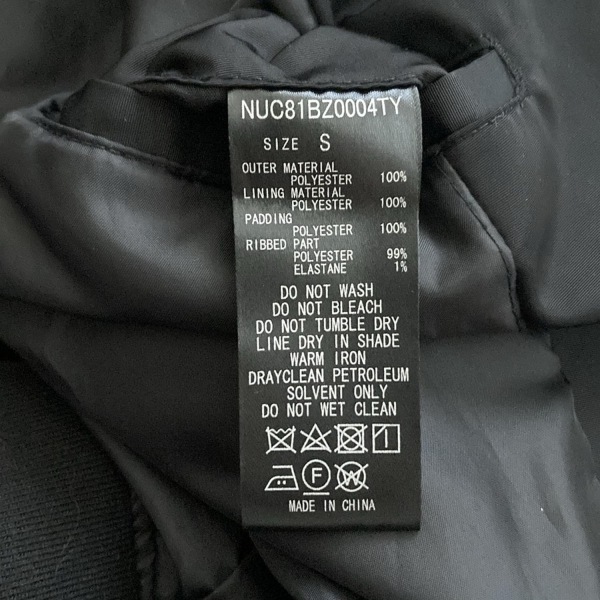 NUC81BZ0004TY
SIZE S
OUTER MATERIAL
POLYESTER 100%
LINING MATERIAL
POLYESTER 100%
PADDING
POLYESTER 100%
RIBBED PART
POLYESTER 99%
ELASTANE 1%
DO NOT WASH
DO NOT BLEACH
DO NOT TUMBLE DRY
LINE DRY IN SHADE
WARM IRON
DRAYCLEAN PETROLEUM
SOLVENT ONLY
DO NOT WET CLEAN
F W
MADE IN CHINA